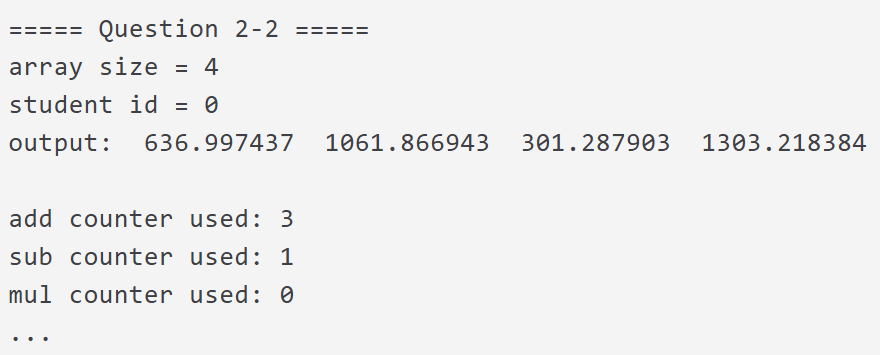 ===== Question 2-2 =====
array size = 4
student id = 0
output:  636.997437  1061.866943  301.287903  1303.218384
add counter used: 3
sub counter used: 1
mul counter used: 0
...